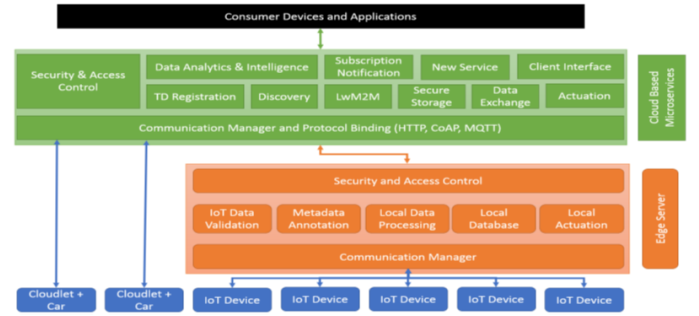 Consumer Devices and Applications
Security & Access
Control
Data Analytics & Intelligence
Subscription
Notification
New Service
Client Interface
TD Registration
Discovery
LwM2M
Secure
Storage
Data
Exchange
Actuation
Communication Manager and Protocol Binding (HTTP, CoAP, MQTT)
Cloud Based
Microservices
Security and Access Control
IoT Data
Validation
Metadata
Annotation
Local Data
Processing
Local
Database
Local
Actuation
Communication Manager
Edge Server
Cloudlet +
Car
Cloudlet +
Car
IoT Device
IoT Device
IoT Device
IoT Device
IoT Device